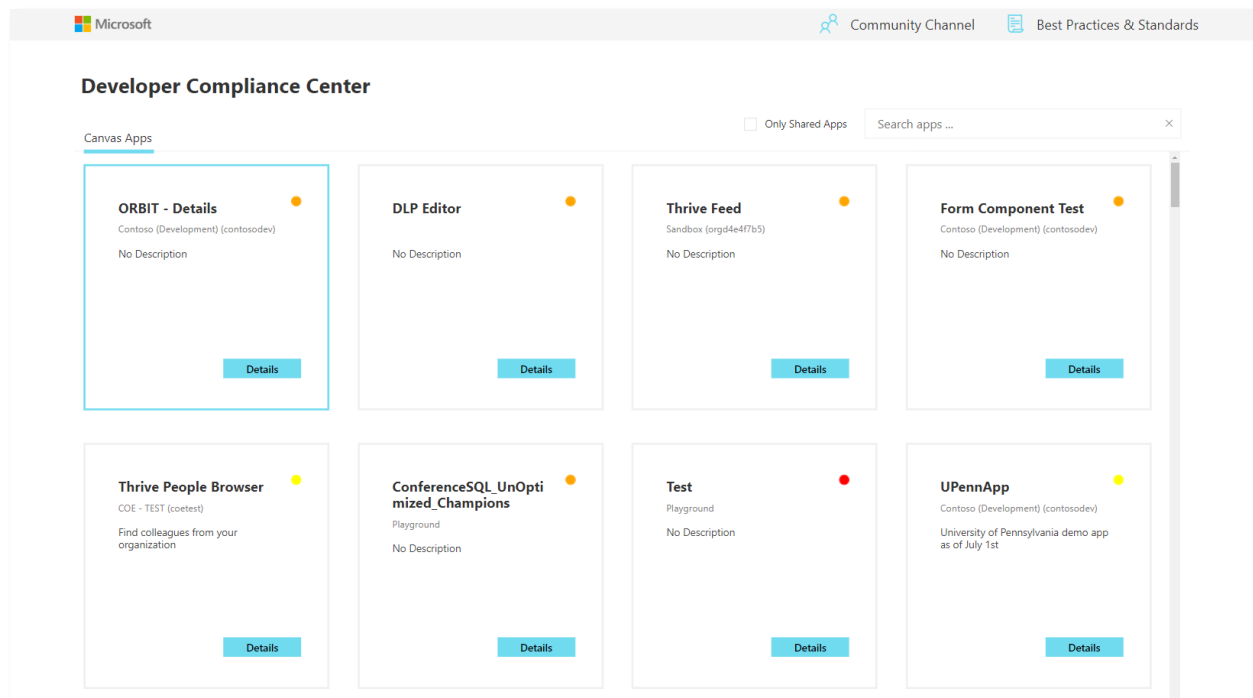 Microsoft
Community Channel
Best Practices & Standards
Developer Compliance Center
Canvas Apps
Only Shared Apps
Search apps ...
ORBIT - Details
Contoso (Development) (contosodev)
No Description
Details
DLP Editor
No Description
Details
Thrive Feed
Sandbox (orgd4e4f7b5)
No Description
Details
Form Component Test
Contoso (Development) (contosodev)
No Description
Details
Thrive People Browser
COE - TEST (coetest)
Find colleagues from your
organization
Details
ConferenceSQL_UnOpti
mized_Champions
Playground
No Description
Details
Test
Playground
No Description
Details
UPennApp
Contoso (Development) (contosodev)
University of Pennsylvania demo app
as of July 1st
Details